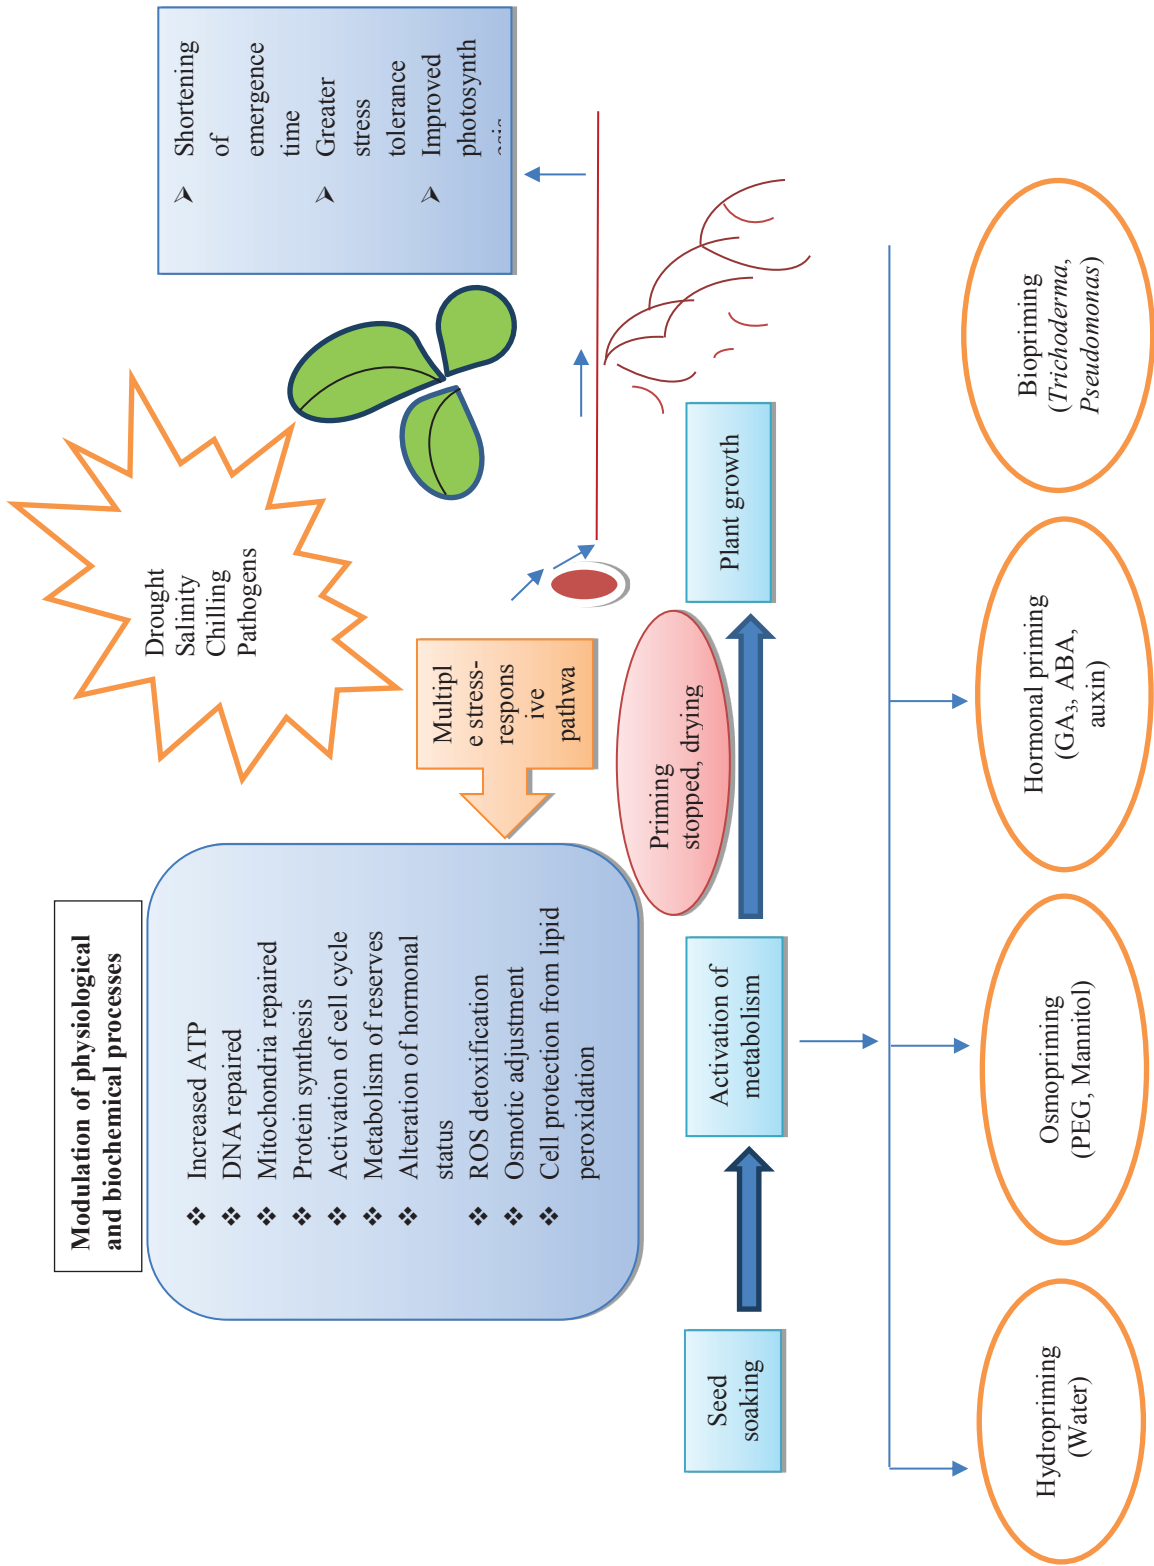 Modulation of physiological
and biochemical processes
Increased ATP
DNA repaired
Mitochondria repaired
Protein synthesis
Activation of cell cycle
Metabolism of reserves
Alteration of hormonal
status
ROS detoxification
Osmotic adjustment
Cell protection from lipid
peroxidation
Multipl
e stress-
respons
ive
pathwa
Drought
Salinity
Chilling
Pathogens
Shortening
of
emergence
time
Greater
stress
tolerance
Improved
photosynth
esis
Seed
soaking
Activation of
metabolism
Priming
stopped, drying
Plant growth
Hydropriming
(Water)
Osmopriming
(PEG, Mannitol)
Hormonal priming
(GA₃, ABA,
auxin)
Biopriming
(Trichoderma,
Pseudomonas)